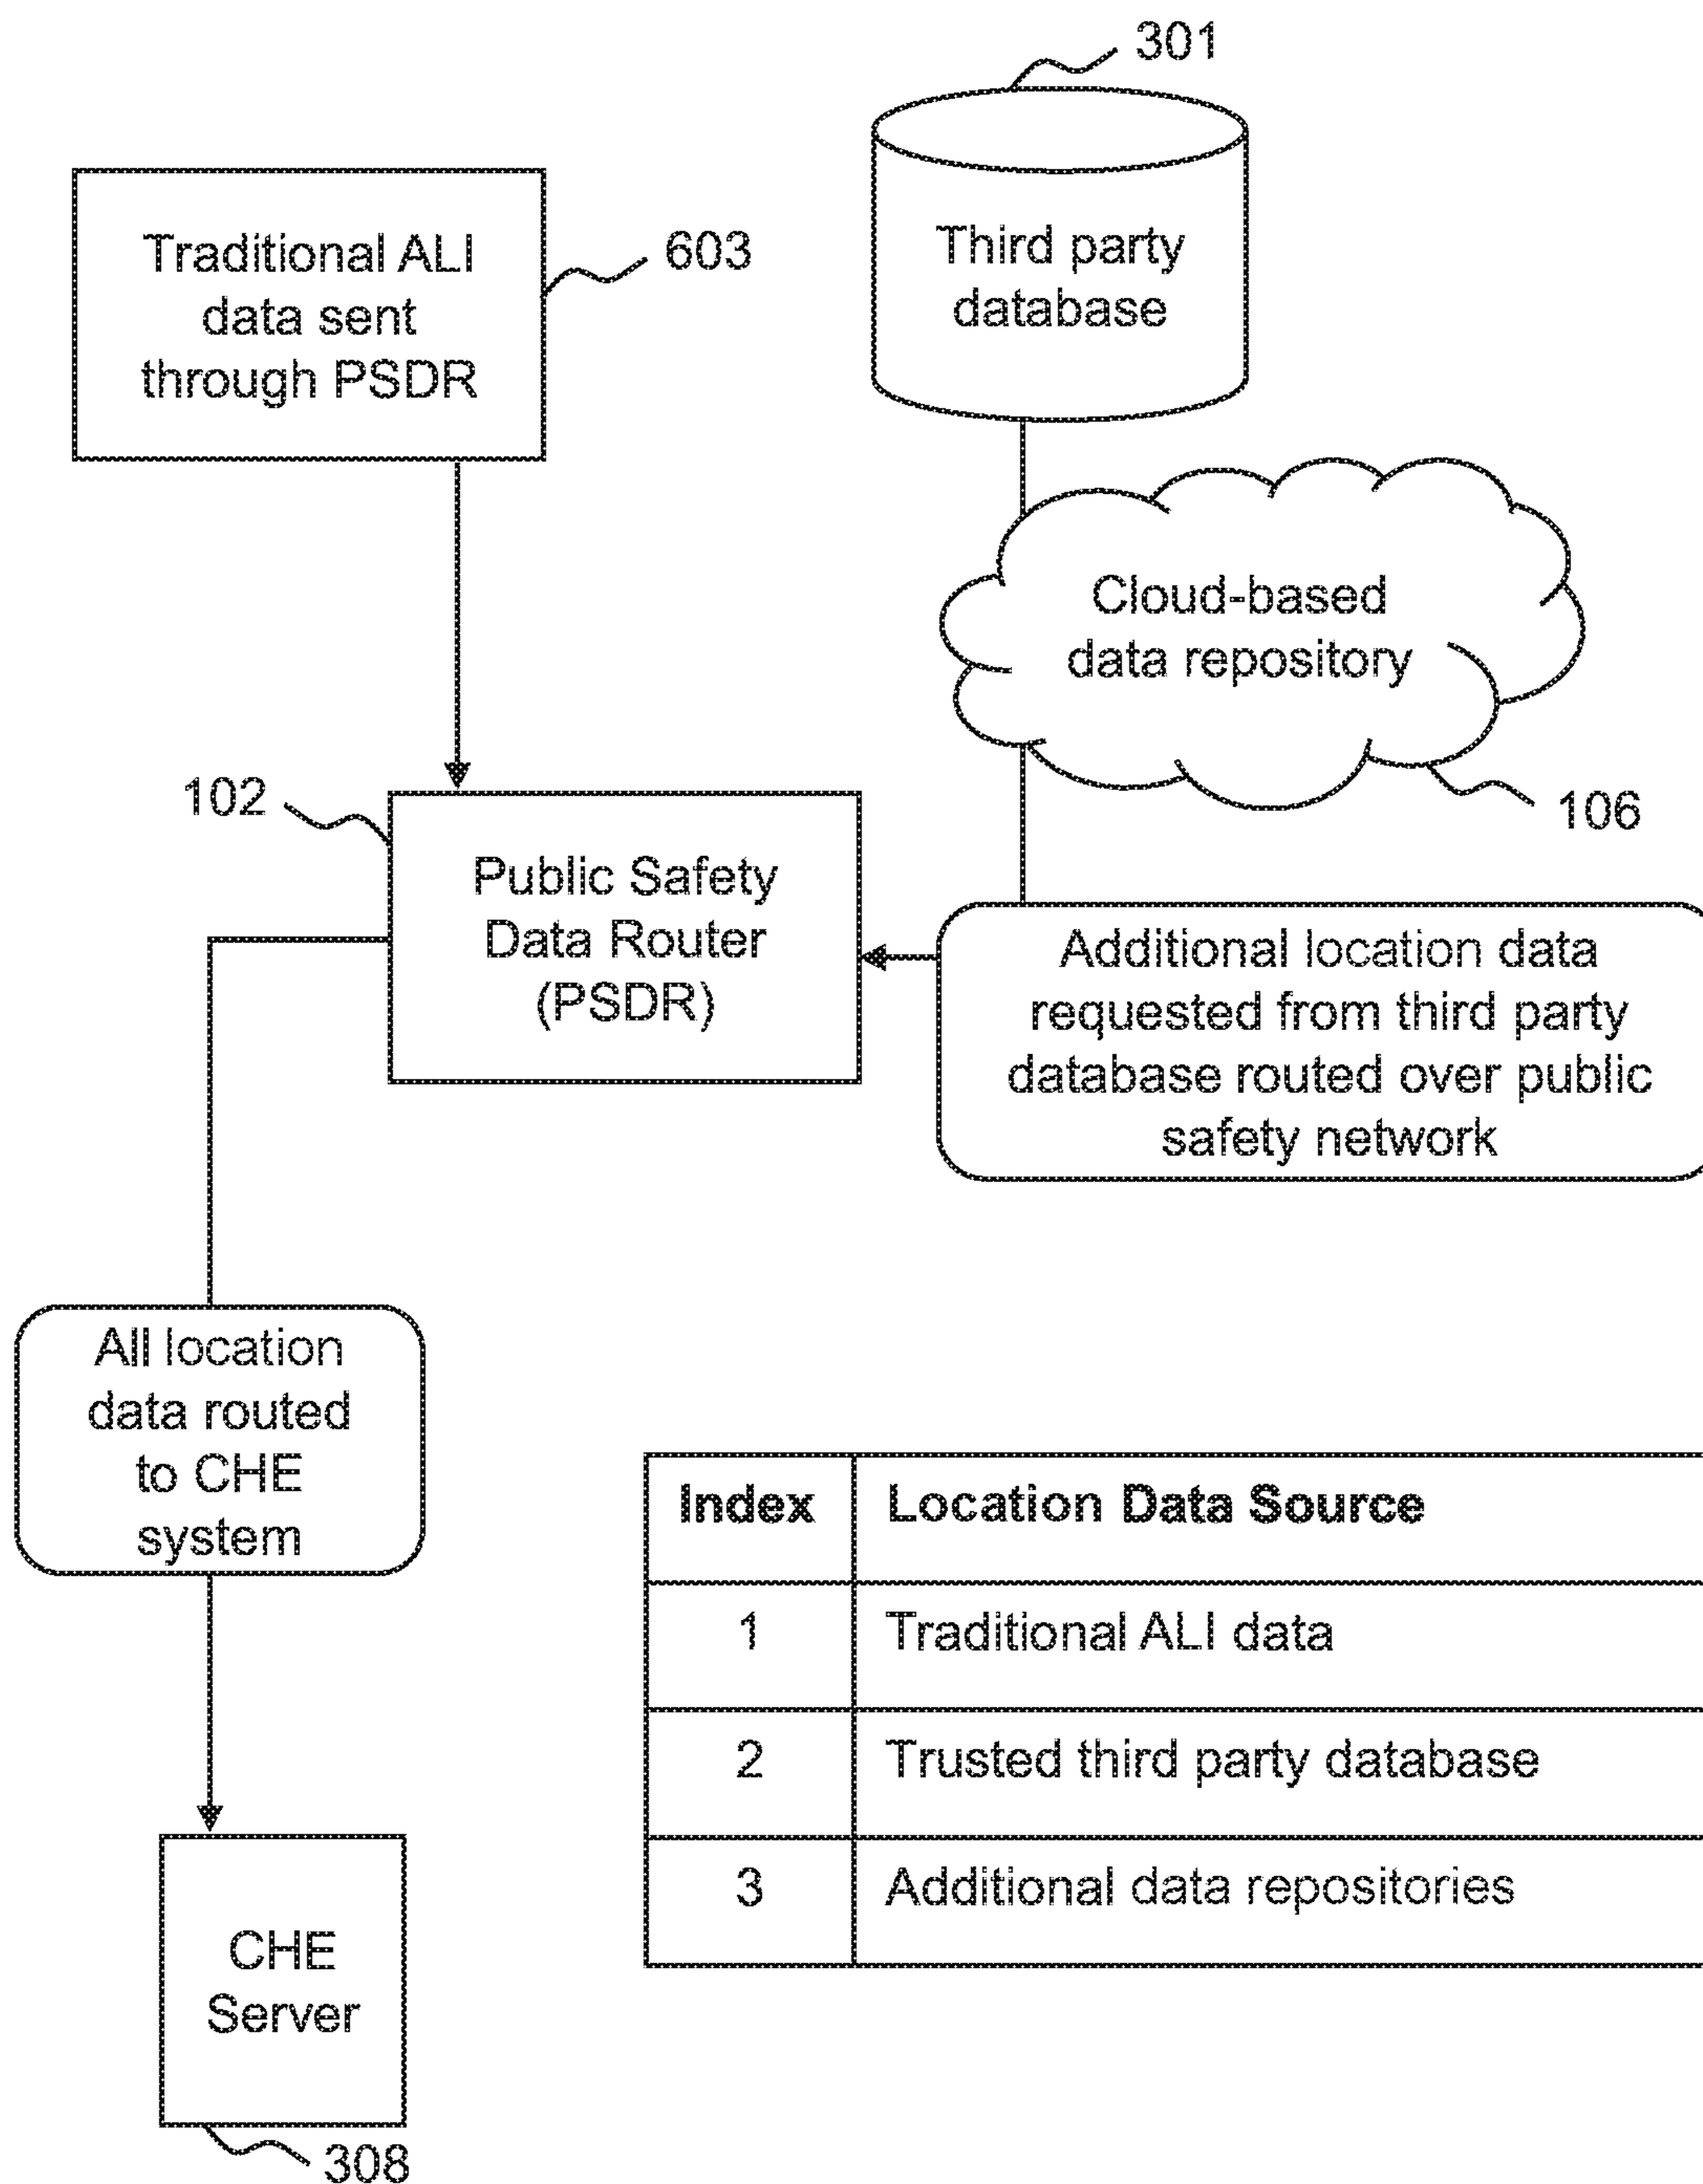 301
Traditional ALI
data sent
through PSDR
603
Third party
database
Cloud-based
data repository
106
102
Public Safety
Data Router
(PSDR)
Additional location data
requested from third party
database routed over public
safety network
All location
data routed
to CHE
system
Index Location Data Source
1 Traditional ALI data
2 Trusted third party database
3 Additional data repositories
CHE
Server
308